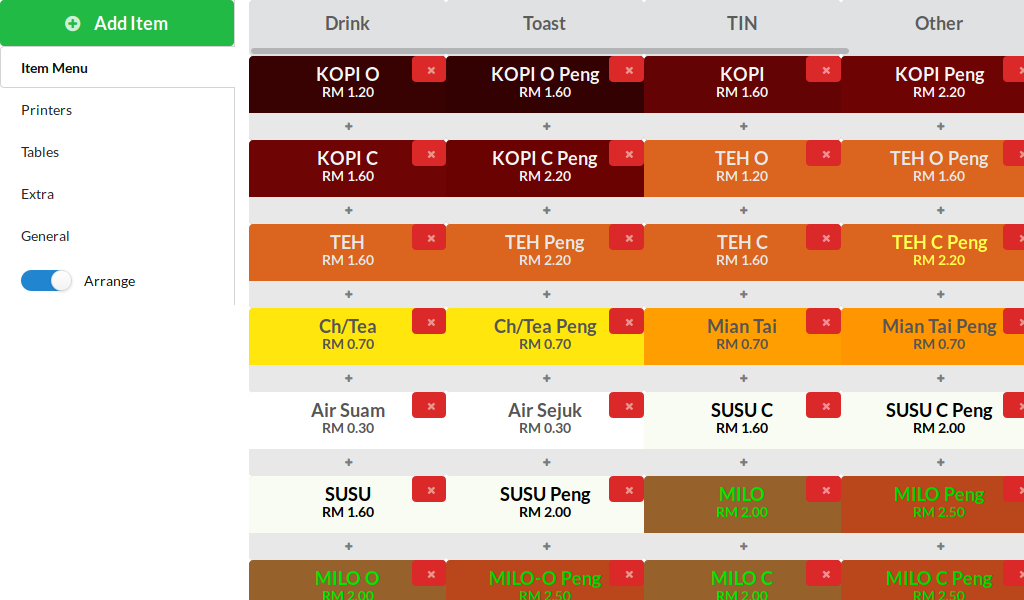 Add Item
Item Menu
Printers
Tables
Extra
General
Arrange
Drink Toast TIN Other
KOPI O KOPI O Peng KOPI KOPI Peng
RM 1.20 RM 1.60 RM 1.60 RM 2.20
+ + + +
KOPI C KOPI C Peng TEH O TEH O Peng
RM 1.60 RM 2.20 RM 1.20 RM 1.60
+ + + +
TEH TEH Peng TEH C TEH C Peng
RM 1.60 RM 2.20 RM 1.60 RM 2.20
+ + + +
Ch/Tea Ch/Tea Peng Mian Tai Mian Tai Peng
RM 0.70 RM 0.70 RM 0.70 RM 0.70
+ + + +
Air Suam Air Sejuk SUSU C SUSU C Peng
RM 0.30 RM 0.30 RM 1.60 RM 2.00
+ + + +
SUSU SUSU Peng MILO MILO Peng
RM 1.60 RM 2.00 RM 2.00 RM 2.50
+ + + +
MILO O MILO-O Peng MILO C MILO C Peng
RM 2.00 RM 2.50 RM 2.00 RM 2.50